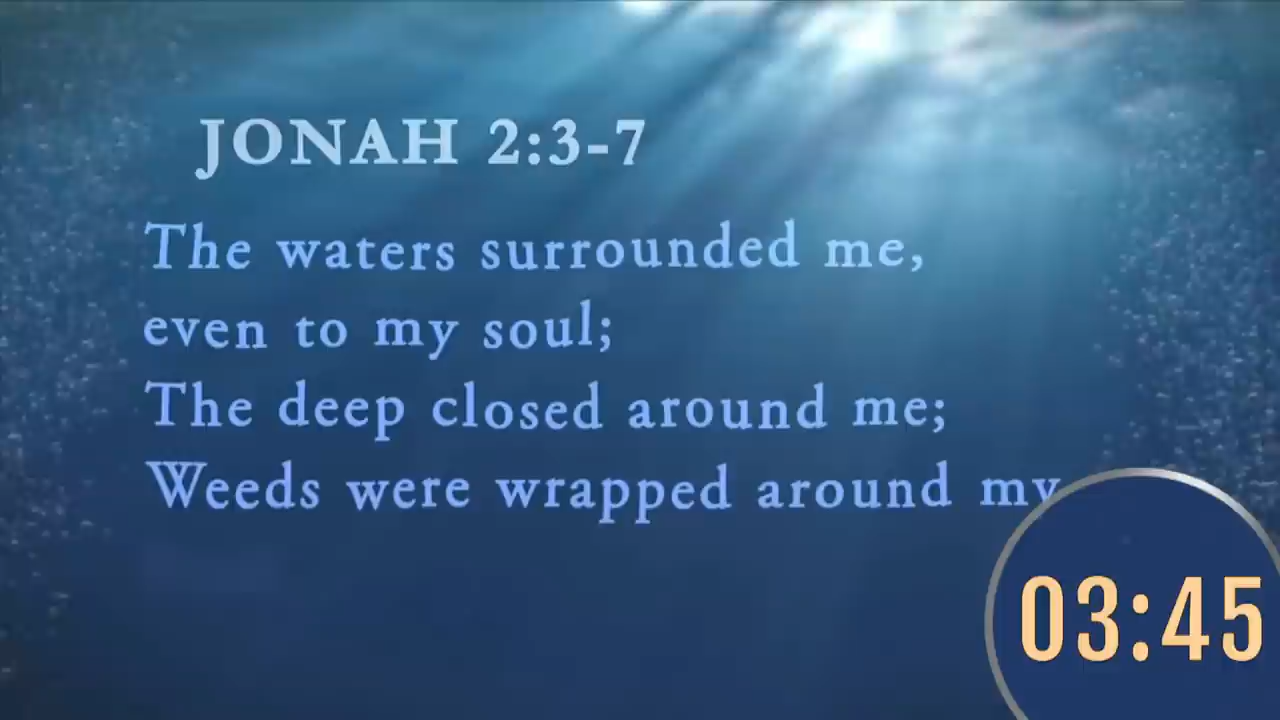 JONAH 2:3-7
The waters surrounded me,
even to my soul;
The deep closed around me;
Weeds were wrapped around my
03:45